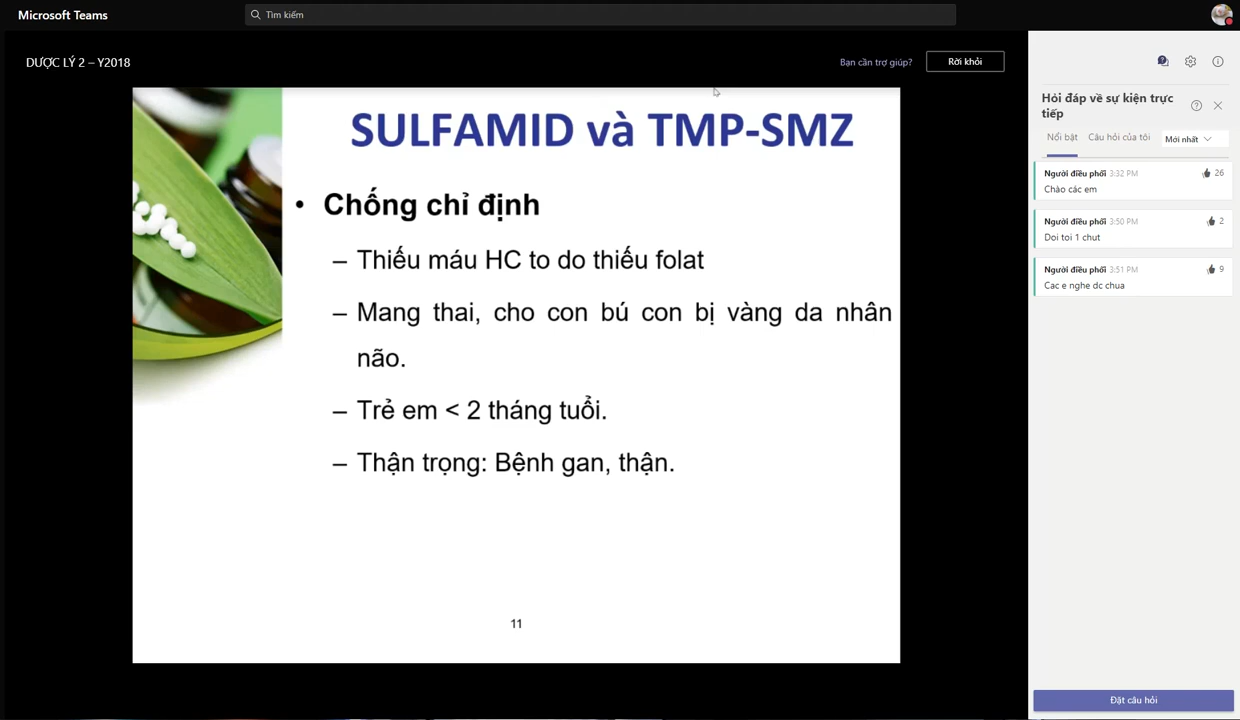 Microsoft Teams
Tìm kiếm
DƯỢC LÝ 2 – Y2018
Bạn cần trợ giúp?
Rời khỏi
SULFAMID và TMP-SMZ
• Chống chỉ định
– Thiếu máu HC to do thiếu folat
– Mang thai, cho con bú con bị vàng da nhân
não.
– Trẻ em < 2 tháng tuổi.
– Thận trọng: Bệnh gan, thận.
11
Hỏi đáp về sự kiện trực
tiếp
Nổi bật
Câu hỏi của tôi
Mới nhất
Người điều phối 3:32 PM 26
Chào các em
Người điều phối 3:50 PM 2
Doi toi 1 chut
Người điều phối 3:51 PM 9
Cac e nghe dc chua
Đặt câu hỏi